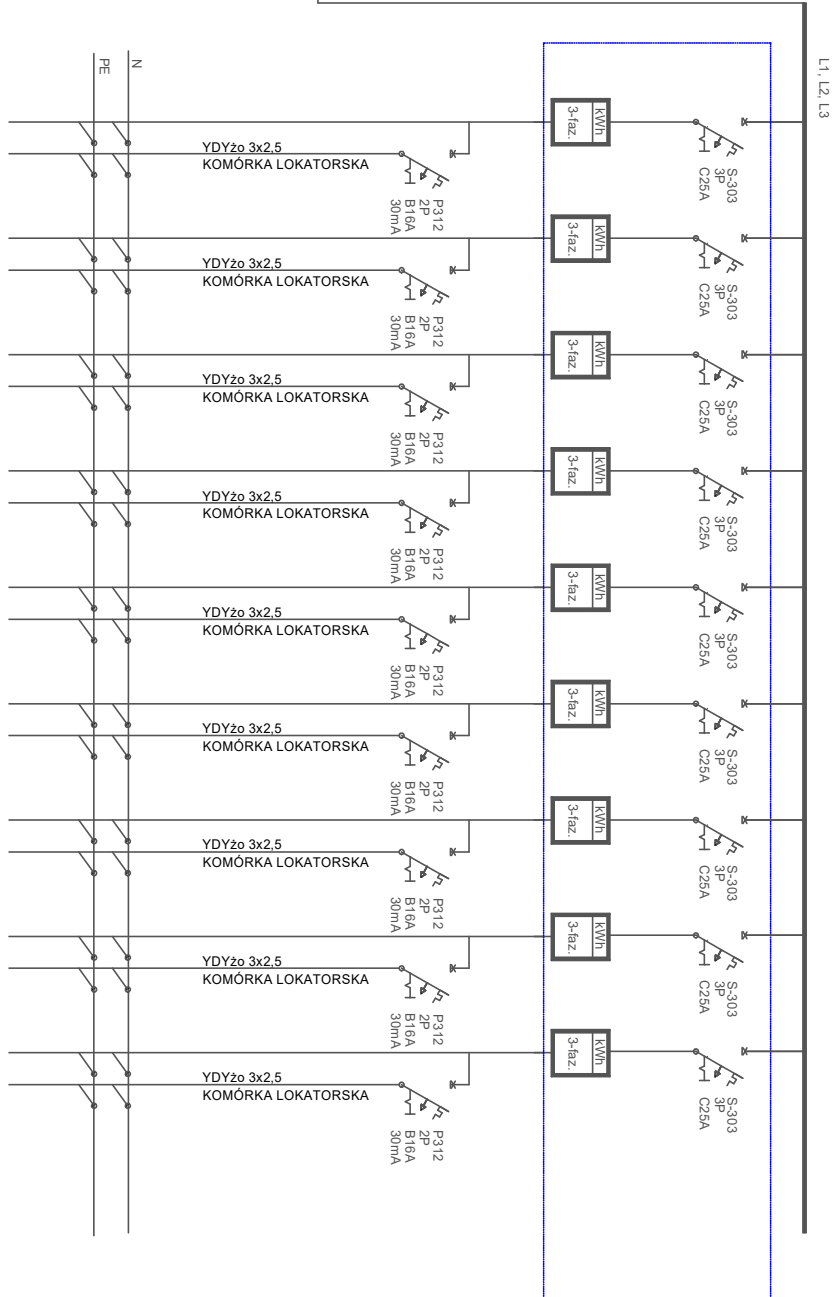 L1, L2, L3
PE
N
kWh
3-faz.
S-303
3P
C25A
YDYżo 3x2,5
KOMÓRKA LOKATORSKA
P312
2P
B16A
30mA
kWh
3-faz.
S-303
3P
C25A
YDYżo 3x2,5
KOMÓRKA LOKATORSKA
P312
2P
B16A
30mA
kWh
3-faz.
S-303
3P
C25A
YDYżo 3x2,5
KOMÓRKA LOKATORSKA
P312
2P
B16A
30mA
kWh
3-faz.
S-303
3P
C25A
YDYżo 3x2,5
KOMÓRKA LOKATORSKA
P312
2P
B16A
30mA
kWh
3-faz.
S-303
3P
C25A
YDYżo 3x2,5
KOMÓRKA LOKATORSKA
P312
2P
B16A
30mA
kWh
3-faz.
S-303
3P
C25A
YDYżo 3x2,5
KOMÓRKA LOKATORSKA
P312
2P
B16A
30mA
kWh
3-faz.
S-303
3P
C25A
YDYżo 3x2,5
KOMÓRKA LOKATORSKA
P312
2P
B16A
30mA
kWh
3-faz.
S-303
3P
C25A
YDYżo 3x2,5
KOMÓRKA LOKATORSKA
P312
2P
B16A
30mA
kWh
3-faz.
S-303
3P
C25A
YDYżo 3x2,5
KOMÓRKA LOKATORSKA
P312
2P
B16A
30mA